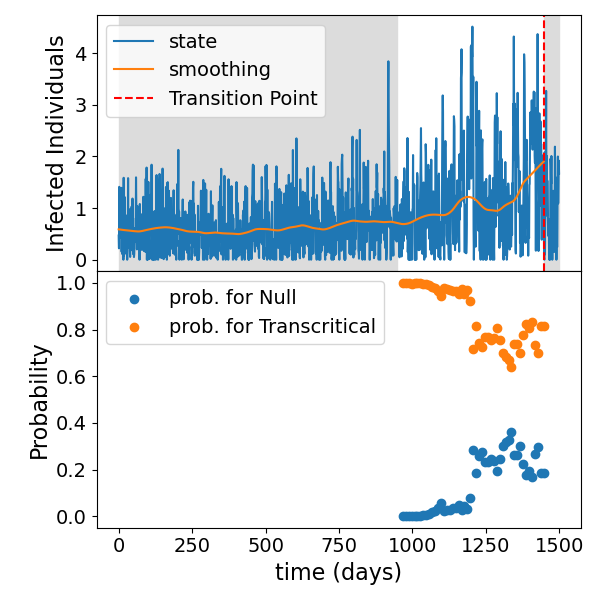 state
smoothing
Transition Point
Infected Individuals
4
3
2
1
0
prob. for Null
prob. for Transcritical
Probability
1.0
0.8
0.6
0.4
0.2
0.0
0 250 500 750 1000 1250 1500
time (days)